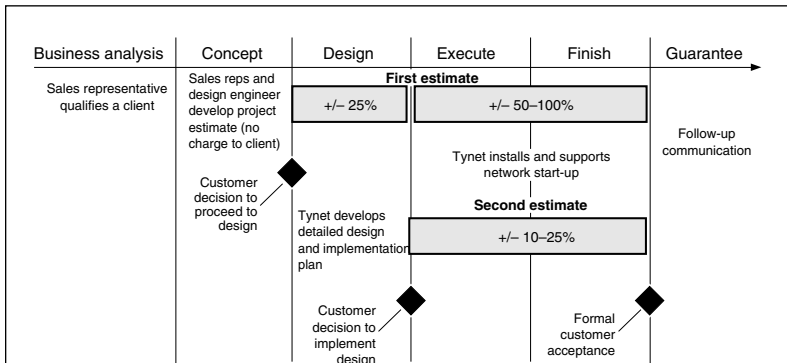 Business analysis
Concept
Design
Execute
Finish
Guarantee
Sales representative
qualifies a client
Sales reps and
design engineer
develop project
estimate (no
charge to client)
First estimate
+/– 25%
+/– 50–100%
Follow-up
communication
Tynet installs and supports
network start-up
Customer
decision to
proceed to
design
Tynet develops
detailed design
and implementation
plan
Second estimate
+/– 10–25%
Customer
decision to
implement
design
Formal
customer
acceptance